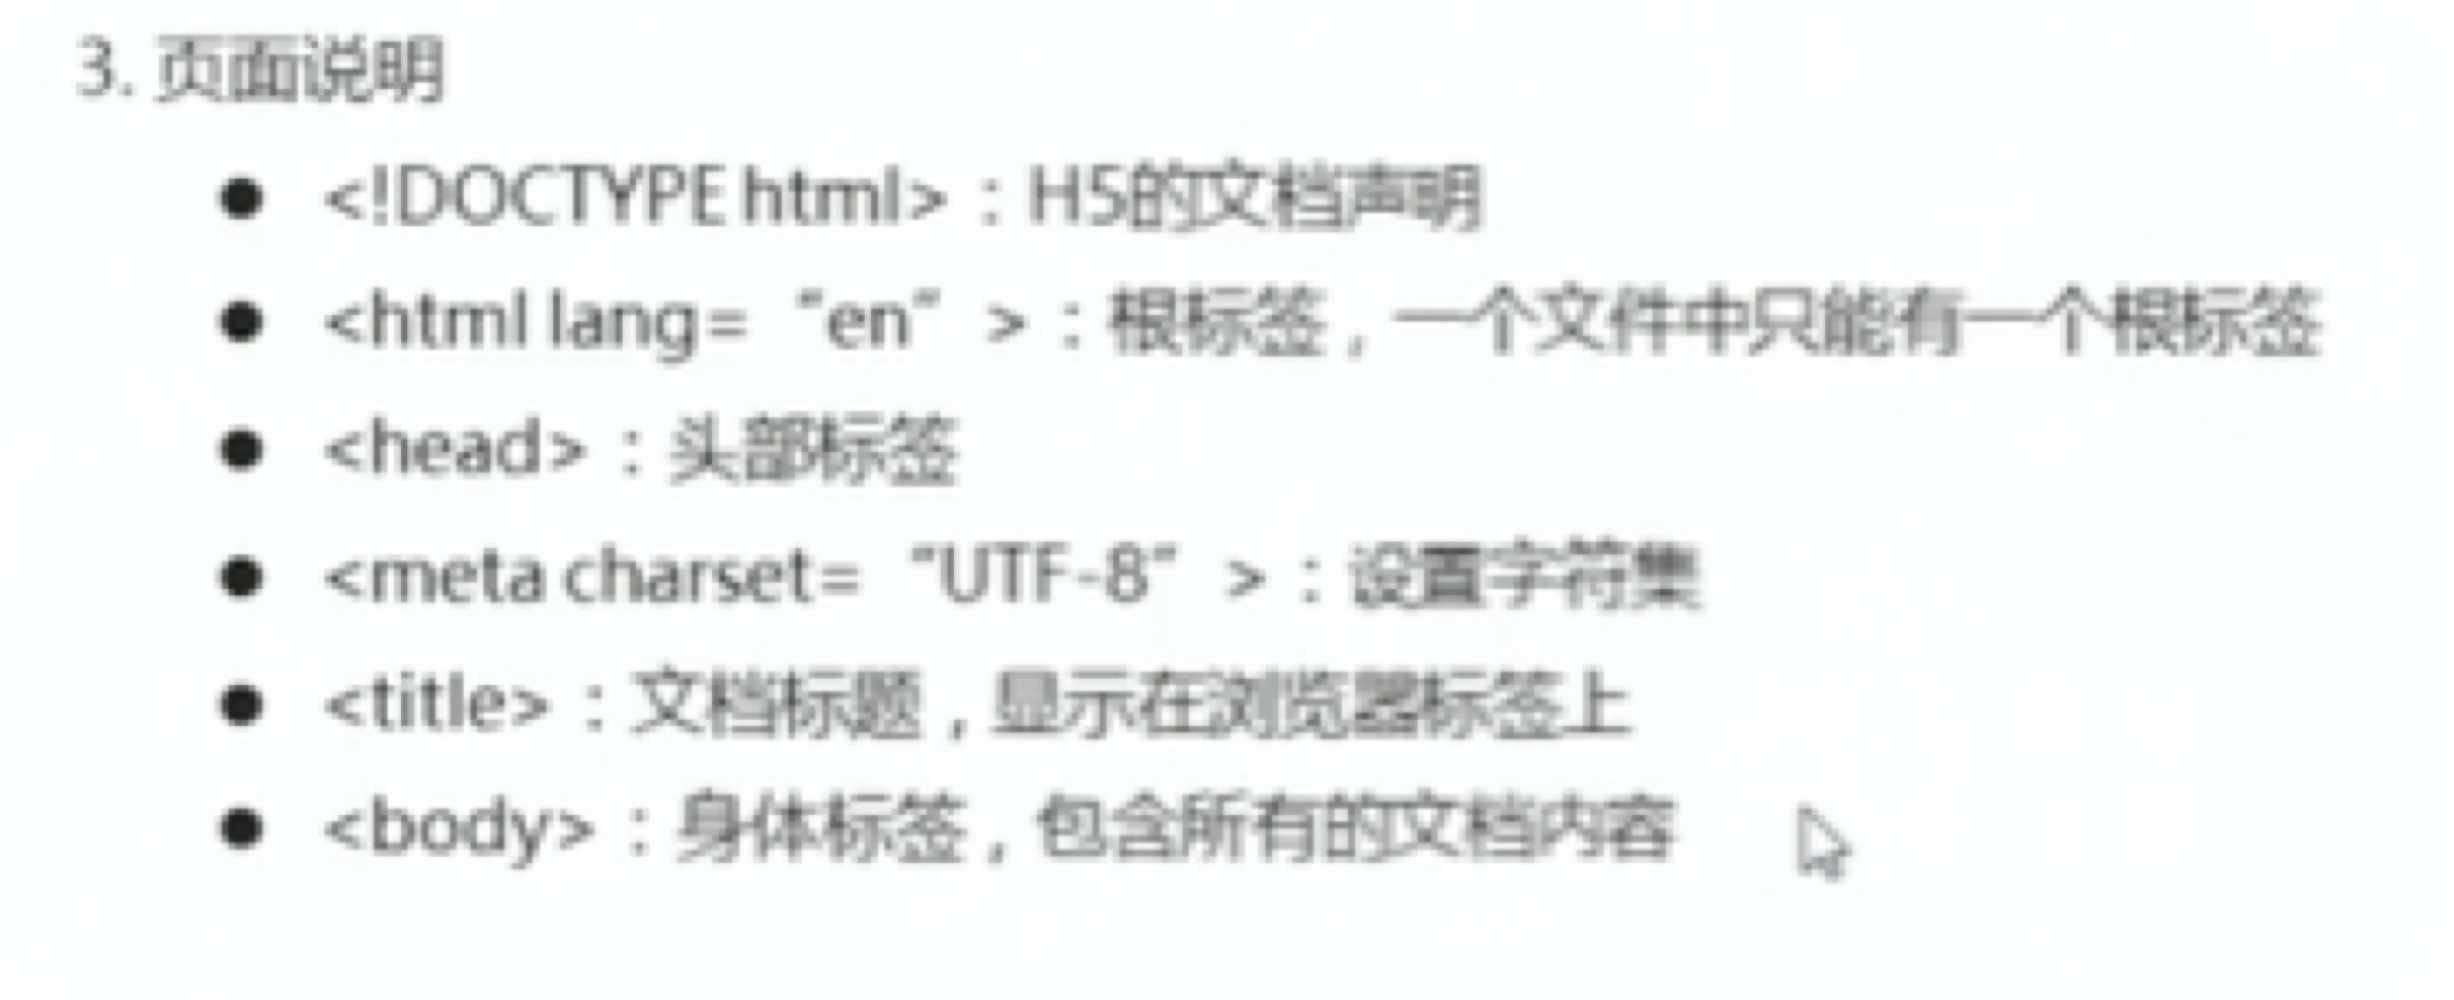 3. 页面说明
● <!DOCTYPE html>：H5的文档声明
● <html lang= “en” >：根标签，一个文件中只能有一个根标签
● <head>：头部标签
● <meta charset= “UTF-8” >：设置字符集
● <title>：文档标题，显示在浏览器标签上
● <body>：身体标签，包含所有的文档内容